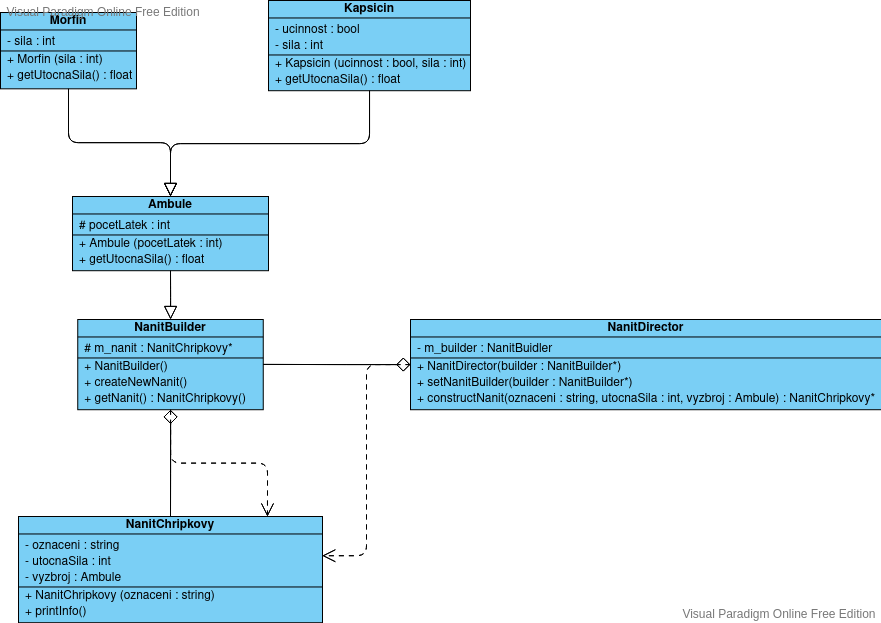 Visual Paradigm Online Free Edition
Morfin
- sila : int
+ Morfin (sila : int)
+ getUtocnaSila() : float
Kapsicin
- ucinnost : bool
- sila : int
+ Kapsicin (ucinnost : bool, sila : int)
+ getUtocnaSila() : float
Ambule
# pocetLatek : int
+ Ambule (pocetLatek : int)
+ getUtocnaSila() : float
NanitBuilder
# m_nanit : NanitChripkovy*
+ NanitBuilder()
+ createNewNanit()
+ getNanit() : NanitChripkovy()
NanitDirector
- m_builder : NanitBuidler
+ NanitDirector(builder : NanitBuilder*)
+ setNanitBuilder(builder : NanitBuilder*)
+ constructNanit(oznaceni : string, utocnaSila : int, vyzbroj : Ambule) : NanitChripkovy*
NanitChripkovy
- oznaceni : string
- utocnaSila : int
- vyzbroj : Ambule
+ NanitChripkovy (oznaceni : string)
+ printInfo()
Visual Paradigm Online Free Edition